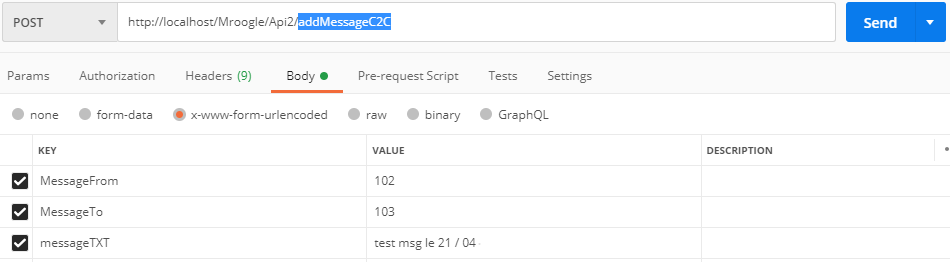 POST http://localhost/Mroogle/Api2/addMessageC2C Send
Params Authorization Headers (9) Body Pre-request Script Tests Settings
none form-data x-www-form-urlencoded raw binary GraphQL
KEY VALUE DESCRIPTION
MessageFrom 102
MessageTo 103
messageTXT test msg le 21 / 04